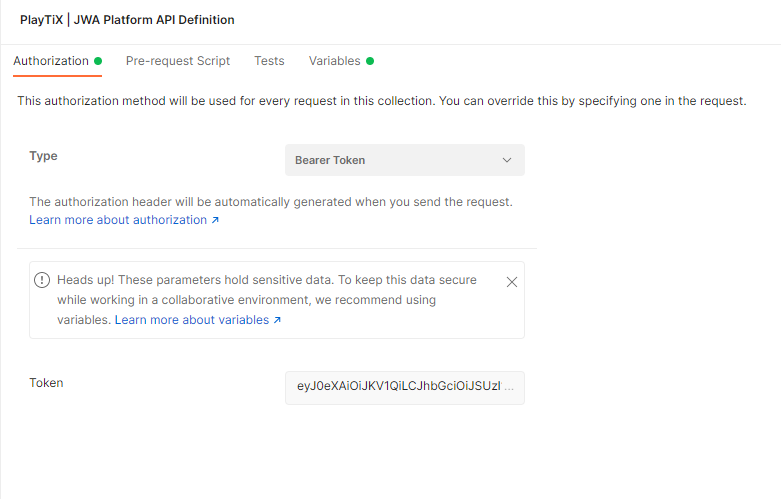 PlayTiX | JWA Platform API Definition
Authorization Pre-request Script Tests Variables
This authorization method will be used for every request in this collection. You can override this by specifying one in the request.
Type Bearer Token
The authorization header will be automatically generated when you send the request.
Learn more about authorization ↗
Heads up! These parameters hold sensitive data. To keep this data secure
while working in a collaborative environment, we recommend using
variables. Learn more about variables ↗
Token eyJ0eXAiOiJKV1QiLCJhbGciOiJSUzI ...